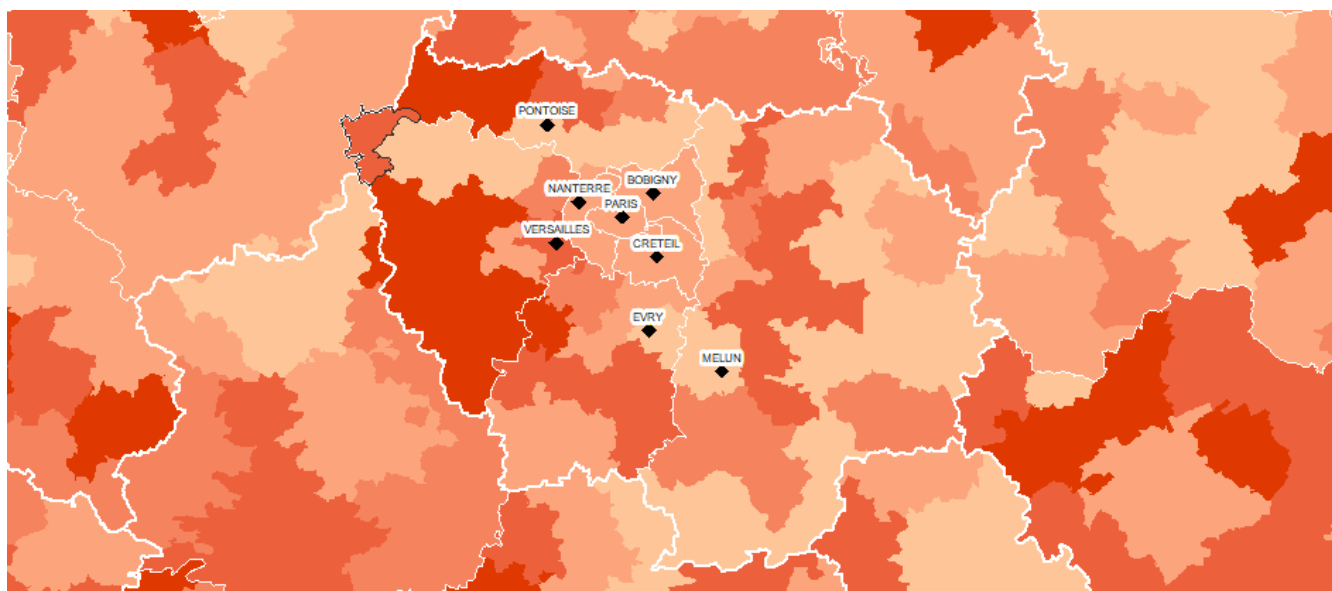 PONTOISE
BOBIGNY
NANTERRE
PARIS
VERSAILLES
CRETEIL
EVRY
MELUN